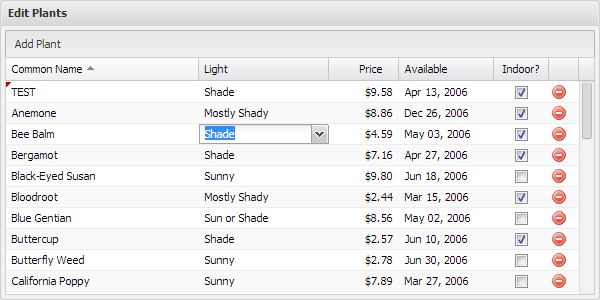 Edit Plants
Add Plant
Common Name Light Price Available Indoor?
TEST Shade $9.58 Apr 13, 2006
Anemone Mostly Shady $8.86 Dec 26, 2006
Bee Balm Shade $4.59 May 03, 2006
Bergamot Shade $7.16 Apr 27, 2006
Black-Eyed Susan Sunny $9.80 Jun 18, 2006
Bloodroot Mostly Shady $2.44 Mar 15, 2006
Blue Gentian Sun or Shade $8.56 May 02, 2006
Buttercup Shade $2.57 Jun 10, 2006
Butterfly Weed Sunny $2.78 Jun 30, 2006
California Poppy Sunny $7.89 Mar 27, 2006